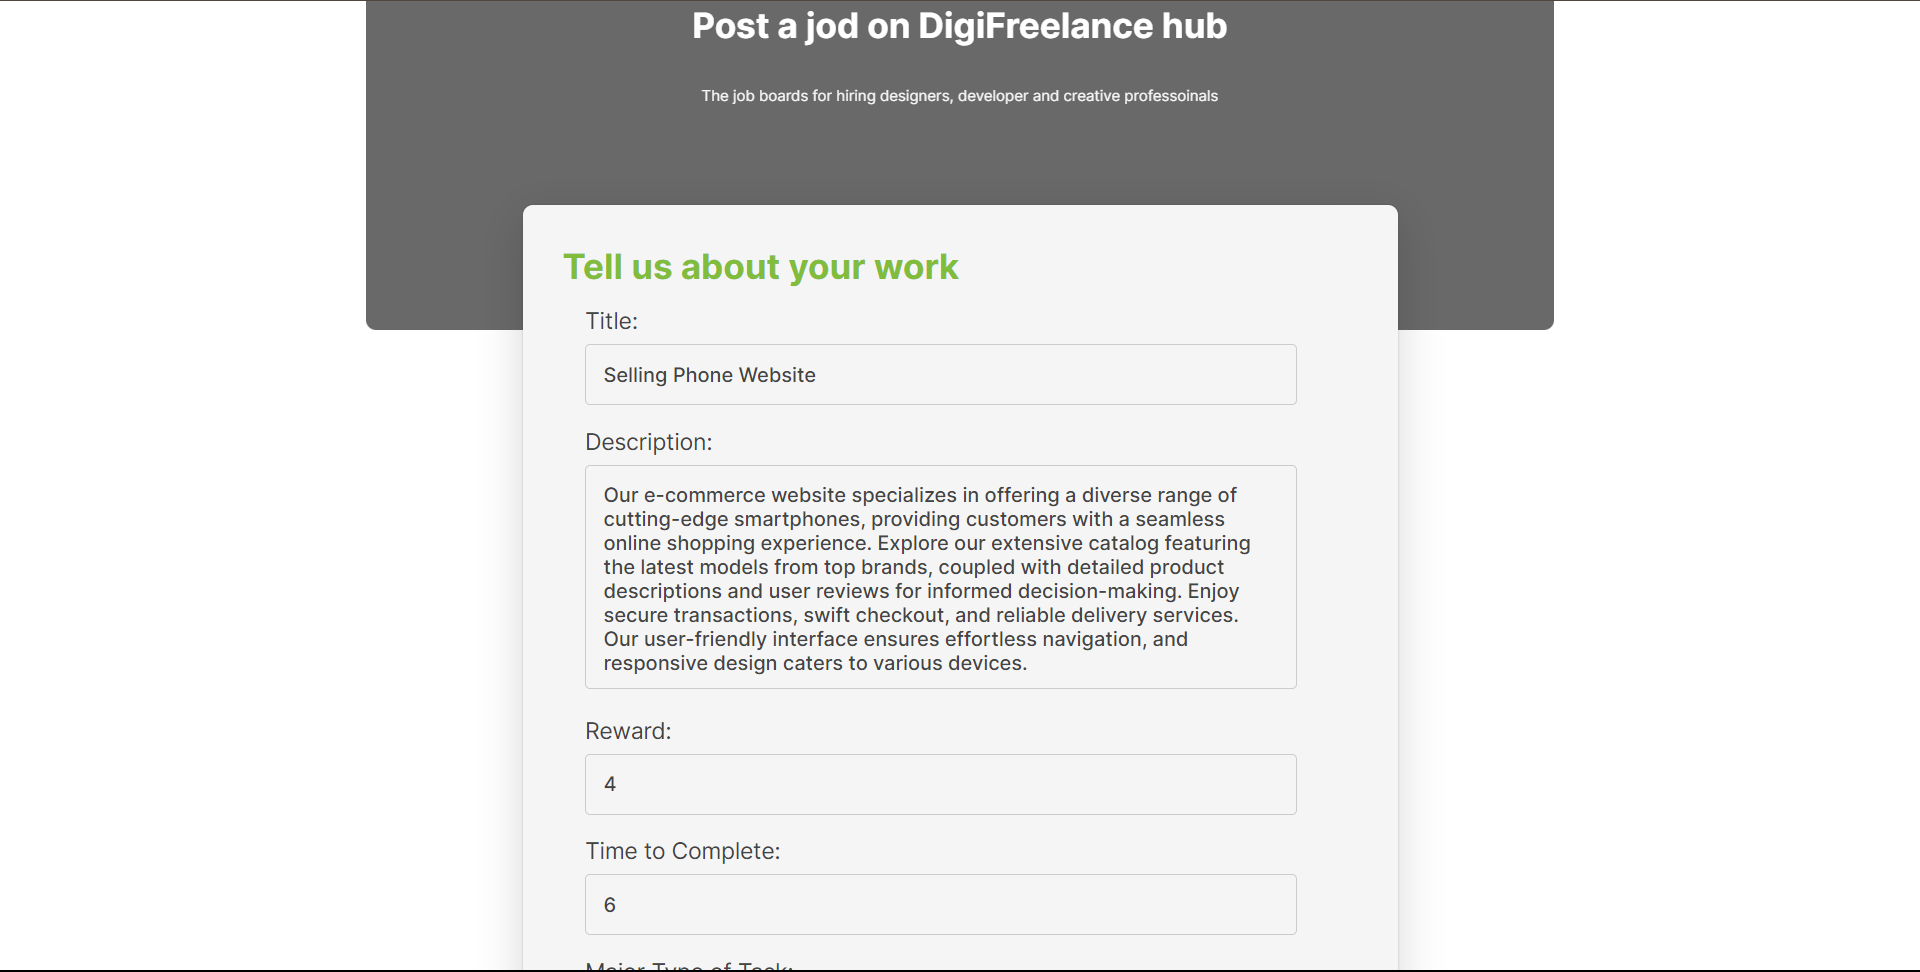 Post a jod on DigiFreelance hub
The job boards for hiring designers, developer and creative professoinals
Tell us about your work
Title:
Selling Phone Website
Description:
Our e-commerce website specializes in offering a diverse range of
cutting-edge smartphones, providing customers with a seamless
online shopping experience. Explore our extensive catalog featuring
the latest models from top brands, coupled with detailed product
descriptions and user reviews for informed decision-making. Enjoy
secure transactions, swift checkout, and reliable delivery services.
Our user-friendly interface ensures effortless navigation, and
responsive design caters to various devices.
Reward:
4
Time to Complete:
6
Major Type of Task: